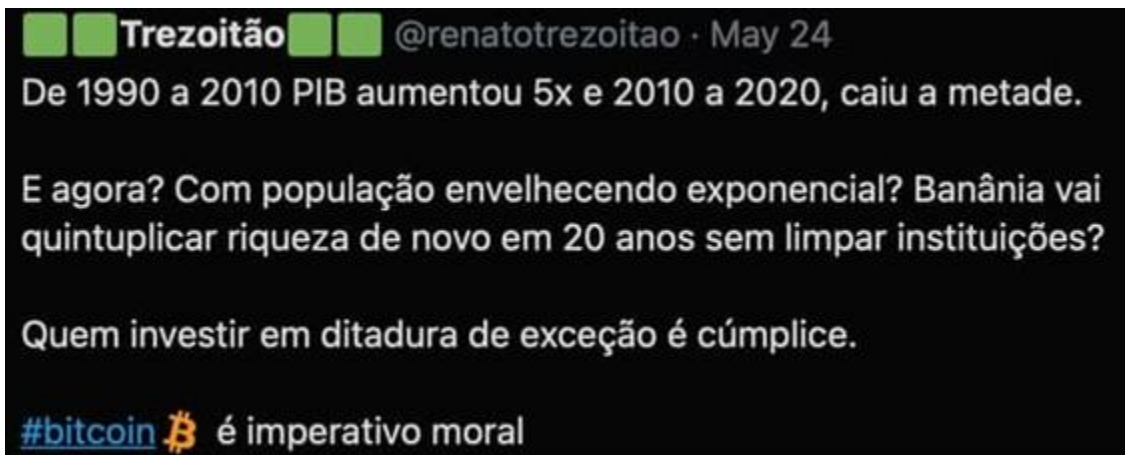 🟩🟩Trezoitão🟩🟩 @renatotrezoitao · May 24
De 1990 a 2010 PIB aumentou 5x e 2010 a 2020, caiu a metade.
E agora? Com população envelhecendo exponencial? Banânia vai
quintuplicar riqueza de novo em 20 anos sem limpar instituições?
Quem investir em ditadura de exceção é cúmplice.
#bitcoin é imperativo moral